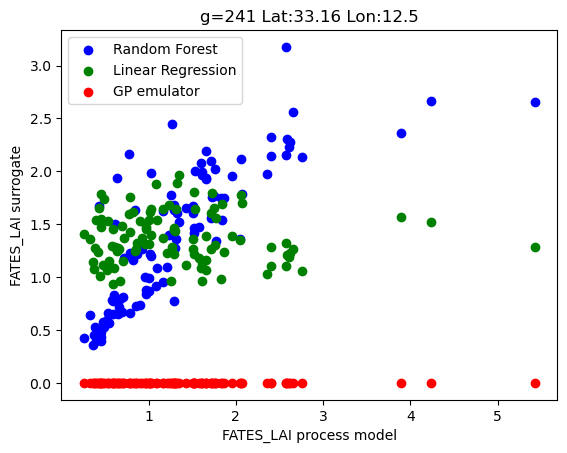 g=241 Lat:33.16 Lon:12.5
Random Forest
Linear Regression
GP emulator
FATES_LAI surrogate
3.0
2.5
2.0
1.5
1.0
0.5
0.0
1 2 3 4 5
FATES_LAI process model